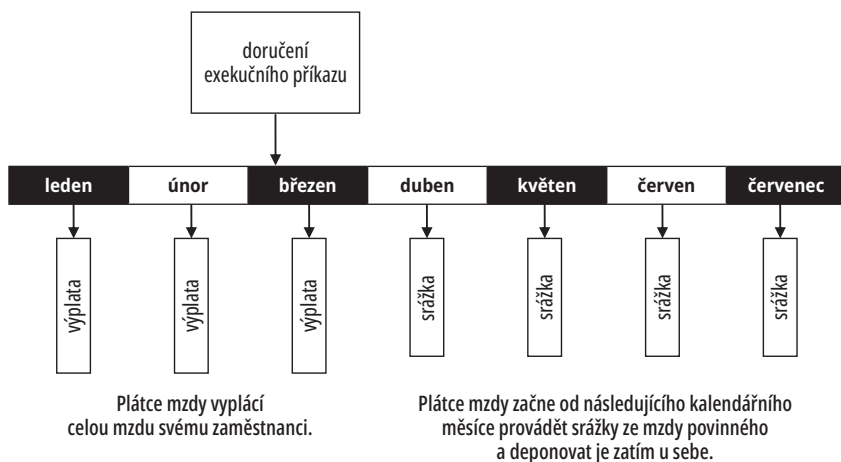 doručení
exekučního příkazu
leden únor březen duben květen červen červenec
výplata výplata výplata srážka srážka srážka srážka
Plátce mzdy vyplácí
celou mzdu svému zaměstnanci.
Plátce mzdy začne od následujícího kalendářního
měsíce provádět srážky ze mzdy povinného
a deponovat je zatím u sebe.